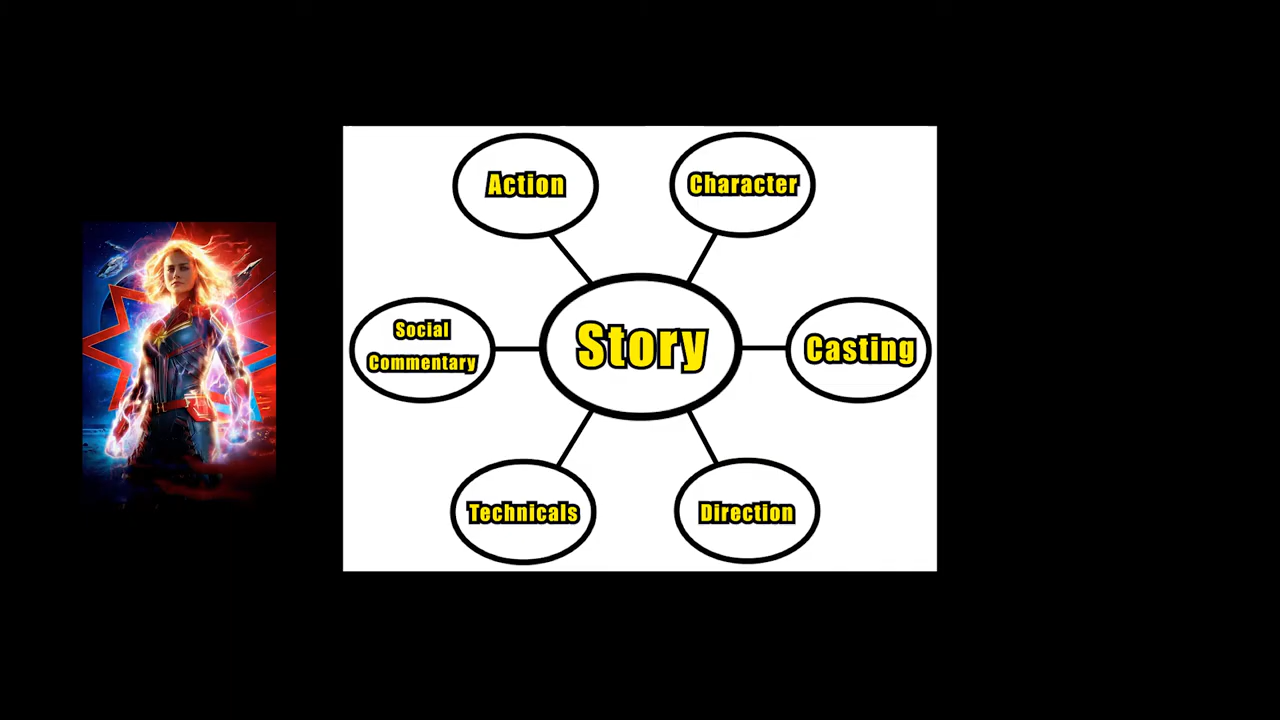 Action
Character
Social
Commentary
Story
Casting
Technicals
Direction